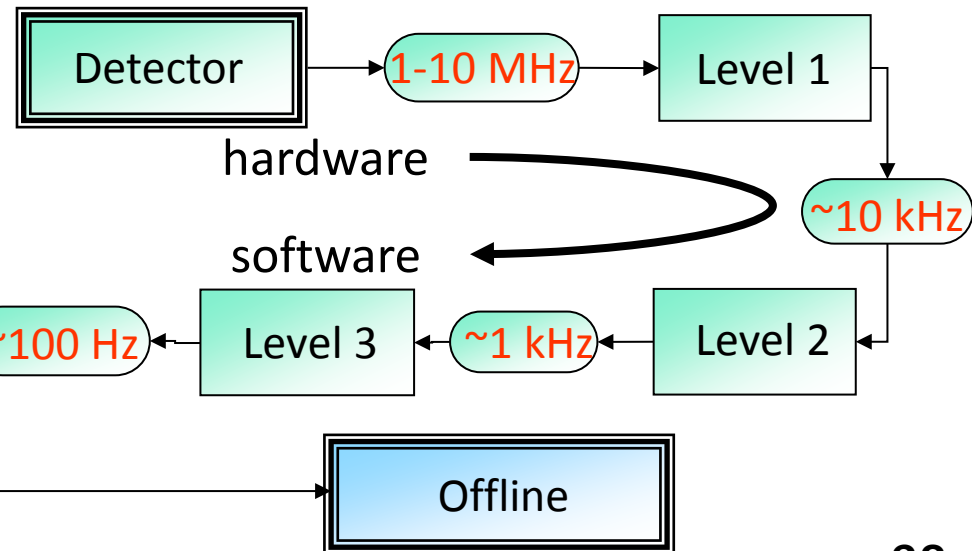 Detector
1-10 MHz
Level 1
hardware
~10 kHz
software
~100 Hz
Level 3
~1 kHz
Level 2
Offline